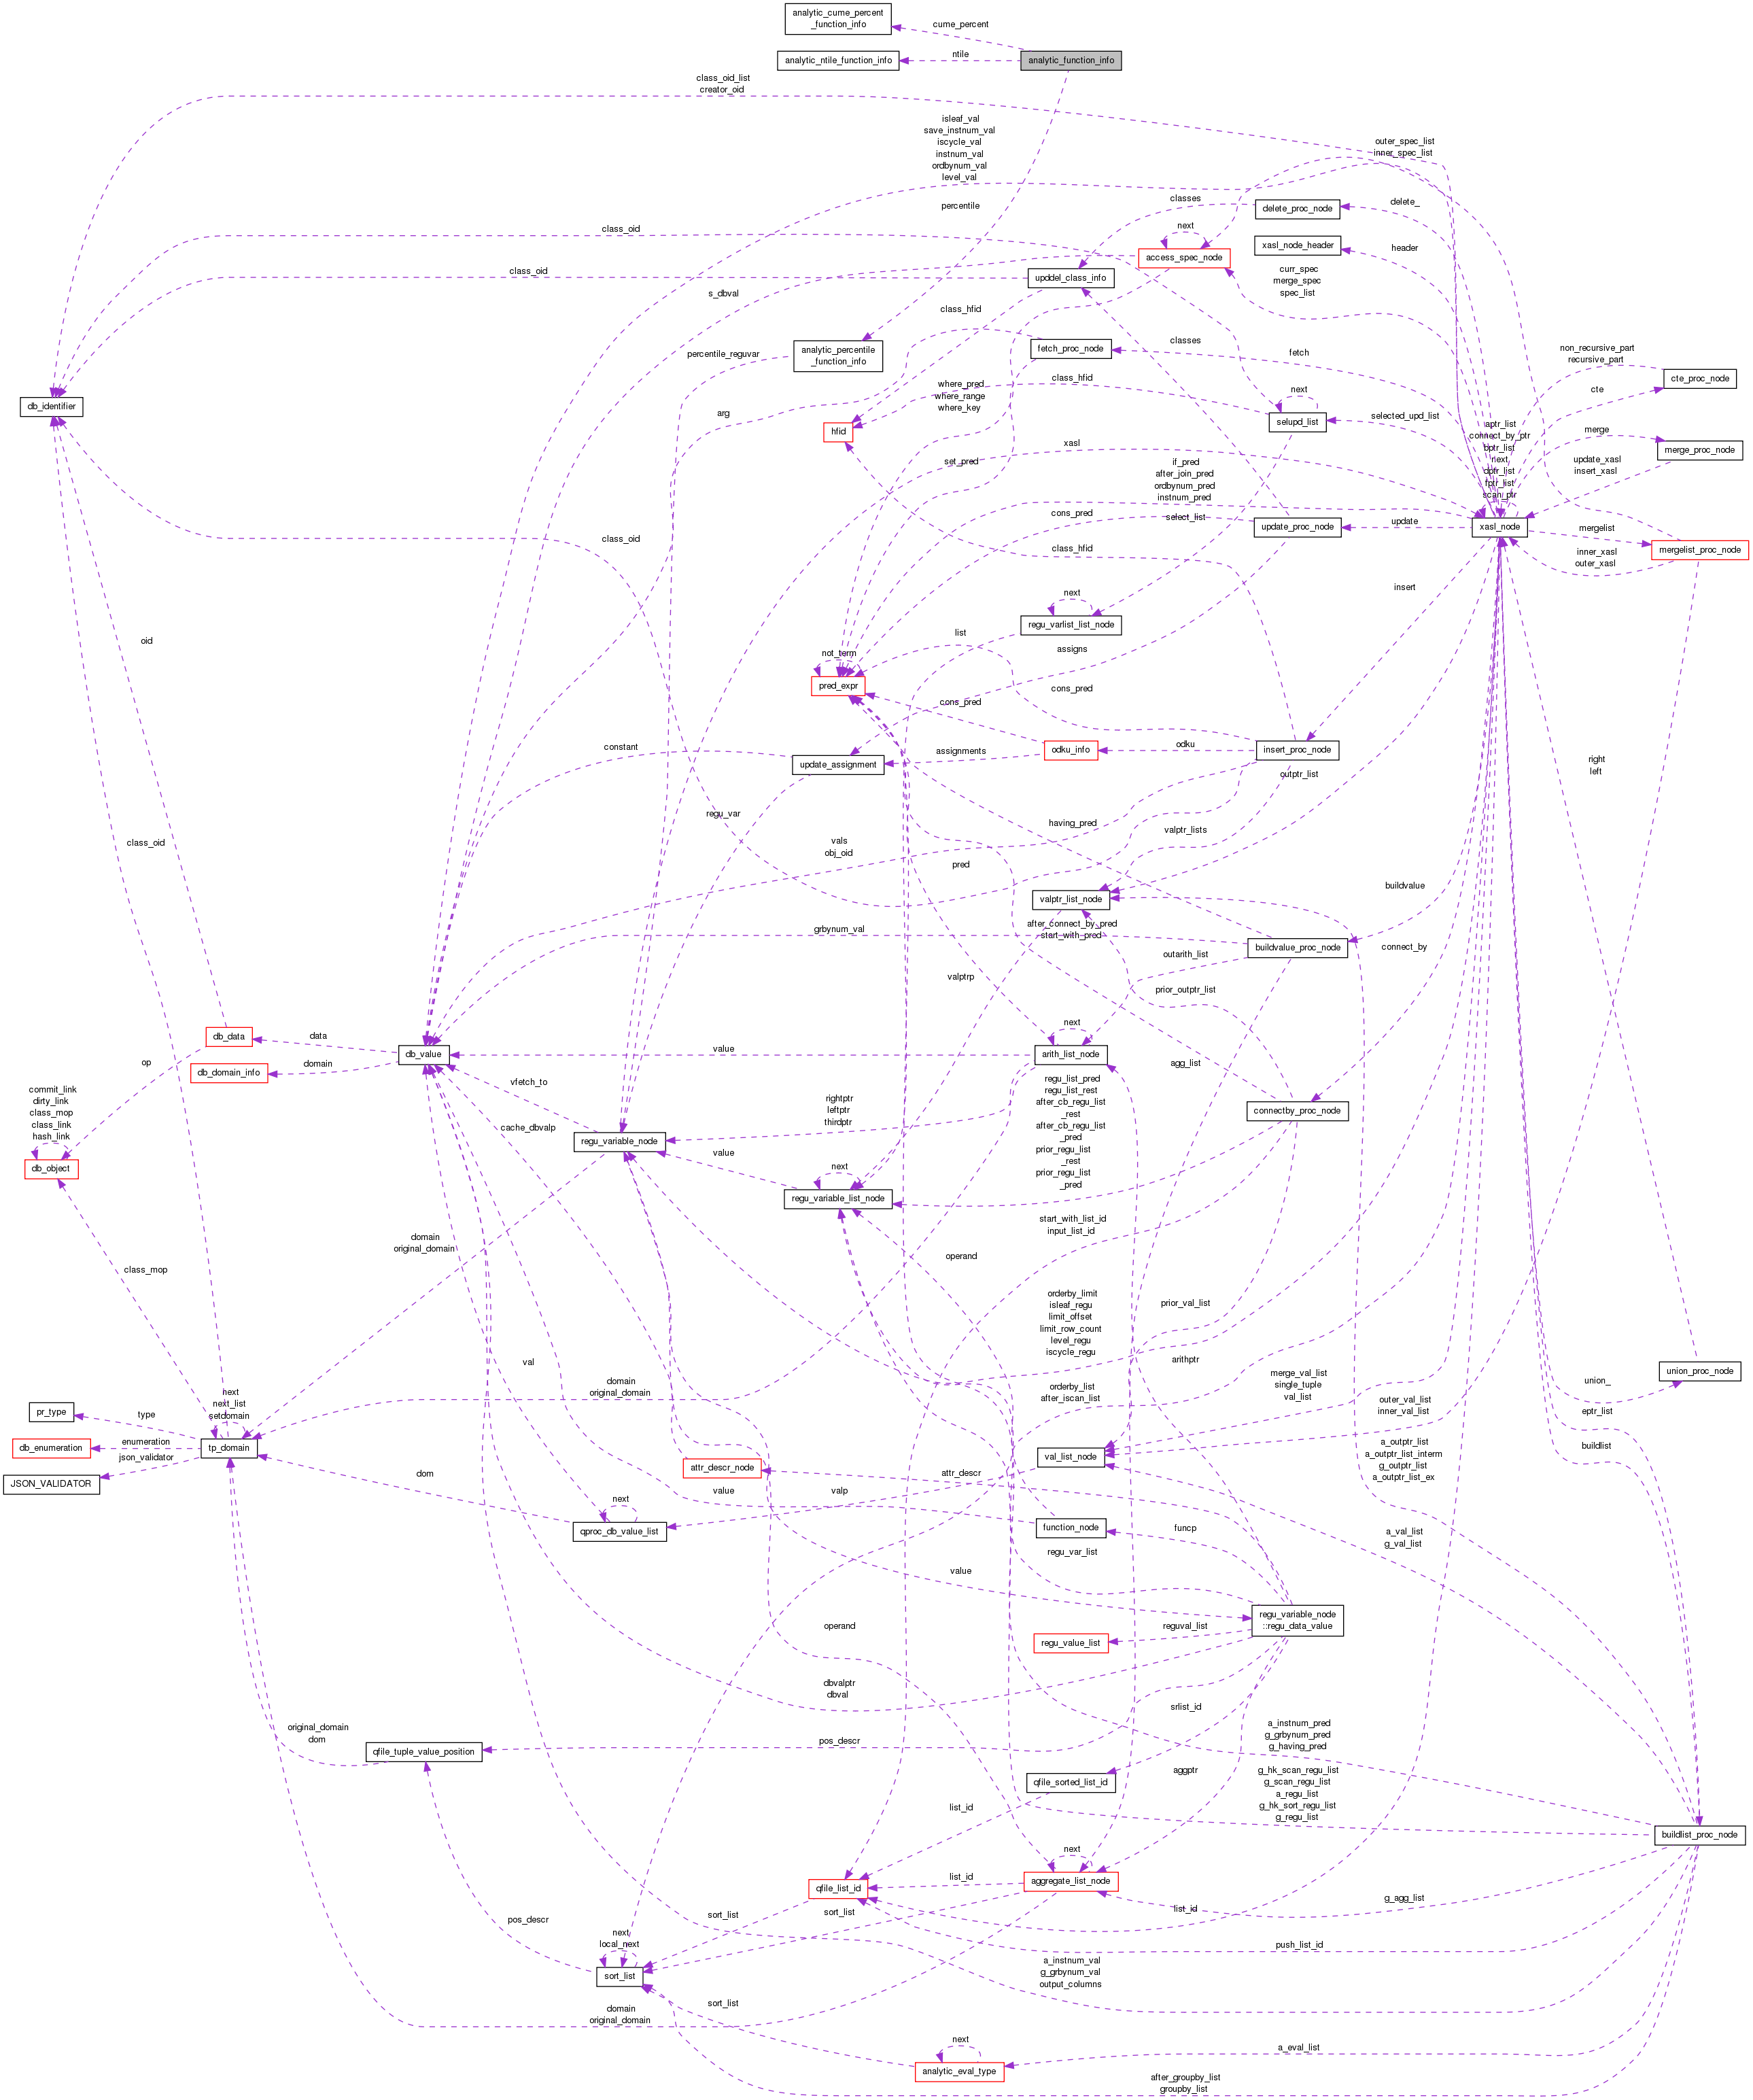 analytic_cume_percent
_function_info
cume_percent
analytic_ntile_function_info
ntile
analytic_function_info
class_oid_list
creator_oid
isleaf_val
save_instnum_val
iscycle_val
instnum_val
ordbynum_val
level_val
outer_spec_list
inner_spec_list
percentile
classes
delete_proc_node
delete_
class_oid
next
xasl_node_header
header
access_spec_node
class_oid
upddel_class_info
curr_spec
merge_spec
spec_list
s_dbval
class_hfid
percentile_reguvar
analytic_percentile
_function_info
fetch_proc_node
classes
fetch
non_recursive_part
recursive_part
cte_proc_node
where_pred
where_range
where_key
class_hfid
next
cte
db_identifier
arg
hfid
selupd_list
selected_upd_list
aptr_list
connect_by_ptr
bptr_list
next
dptr_list
fptr_list
scan_ptr
merge
merge_proc_node
xasl
set_pred
if_pred
after_join_pred
ordbynum_pred
instnum_pred
update_xasl
insert_xasl
class_oid
cons_pred
select_list
update_proc_node
update
xasl_node
mergelist
mergelist_proc_node
class_hfid
inner_xasl
outer_xasl
next
insert
regu_varlist_list_node
oid
not_term
list
assigns
pred_expr
cons_pred
cons_pred
constant
update_assignment
assignments
odku_info
odku
insert_proc_node
right
left
outptr_list
regu_var
having_pred
valptr_lists
class_oid
vals
obj_oid
pred
buildvalue
valptr_list_node
grbynum_val
after_connect_by_pred
start_with_pred
buildvalue_proc_node
connect_by
outarith_list
valptrp
prior_outptr_list
db_data
data
next
db_value
value
arith_list_node
agg_list
db_domain_info
domain
op
commit_link
dirty_link
class_mop
class_link
hash_link
vfetch_to
rightptr
leftptr
thirdptr
regu_list_pred
regu_list_rest
after_cb_regu_list
_rest
after_cb_regu_list
_pred
prior_regu_list
_rest
prior_regu_list
_pred
connectby_proc_node
cache_dbvalp
regu_variable_node
db_object
value
next
regu_variable_list_node
domain
original_domain
start_with_list_id
input_list_id
class_mop
operand
orderby_limit
isleaf_regu
limit_offset
limit_row_count
level_regu
iscycle_regu
prior_val_list
val
arithptr
union_proc_node
domain
original_domain
orderby_list
after_iscan_list
merge_val_list
single_tuple
val_list
union_
next
next_list
setdomain
pr_type
type
outer_val_list
inner_val_list
eptr_list
db_enumeration
enumeration
tp_domain
json_validator
JSON_VALIDATOR
buildlist
a_outptr_list
a_outptr_list_interm
g_outptr_list
a_outptr_list_ex
val_list_node
dom
attr_descr_node
attr_descr
value
valp
next
qproc_db_value_list
function_node
funcp
a_val_list
g_val_list
regu_var_list
value
regu_variable_node
::regu_data_value
operand
reguval_list
regu_value_list
dbvalptr
dbval
srlist_id
original_domain
dom
qfile_tuple_value_position
pos_descr
a_instnum_pred
g_grbynum_pred
g_having_pred
aggptr
qfile_sorted_list_id
g_hk_scan_regu_list
g_scan_regu_list
a_regu_list
g_hk_sort_regu_list
g_regu_list
list_id
buildlist_proc_node
next
qfile_list_id
list_id
aggregate_list_node
g_agg_list
sort_list
sort_list
list_id
pos_descr
next
local_next
push_list_id
sort_list
a_instnum_val
g_grbynum_val
output_columns
domain
original_domain
sort_list
next
a_eval_list
analytic_eval_type
after_groupby_list
groupby_list